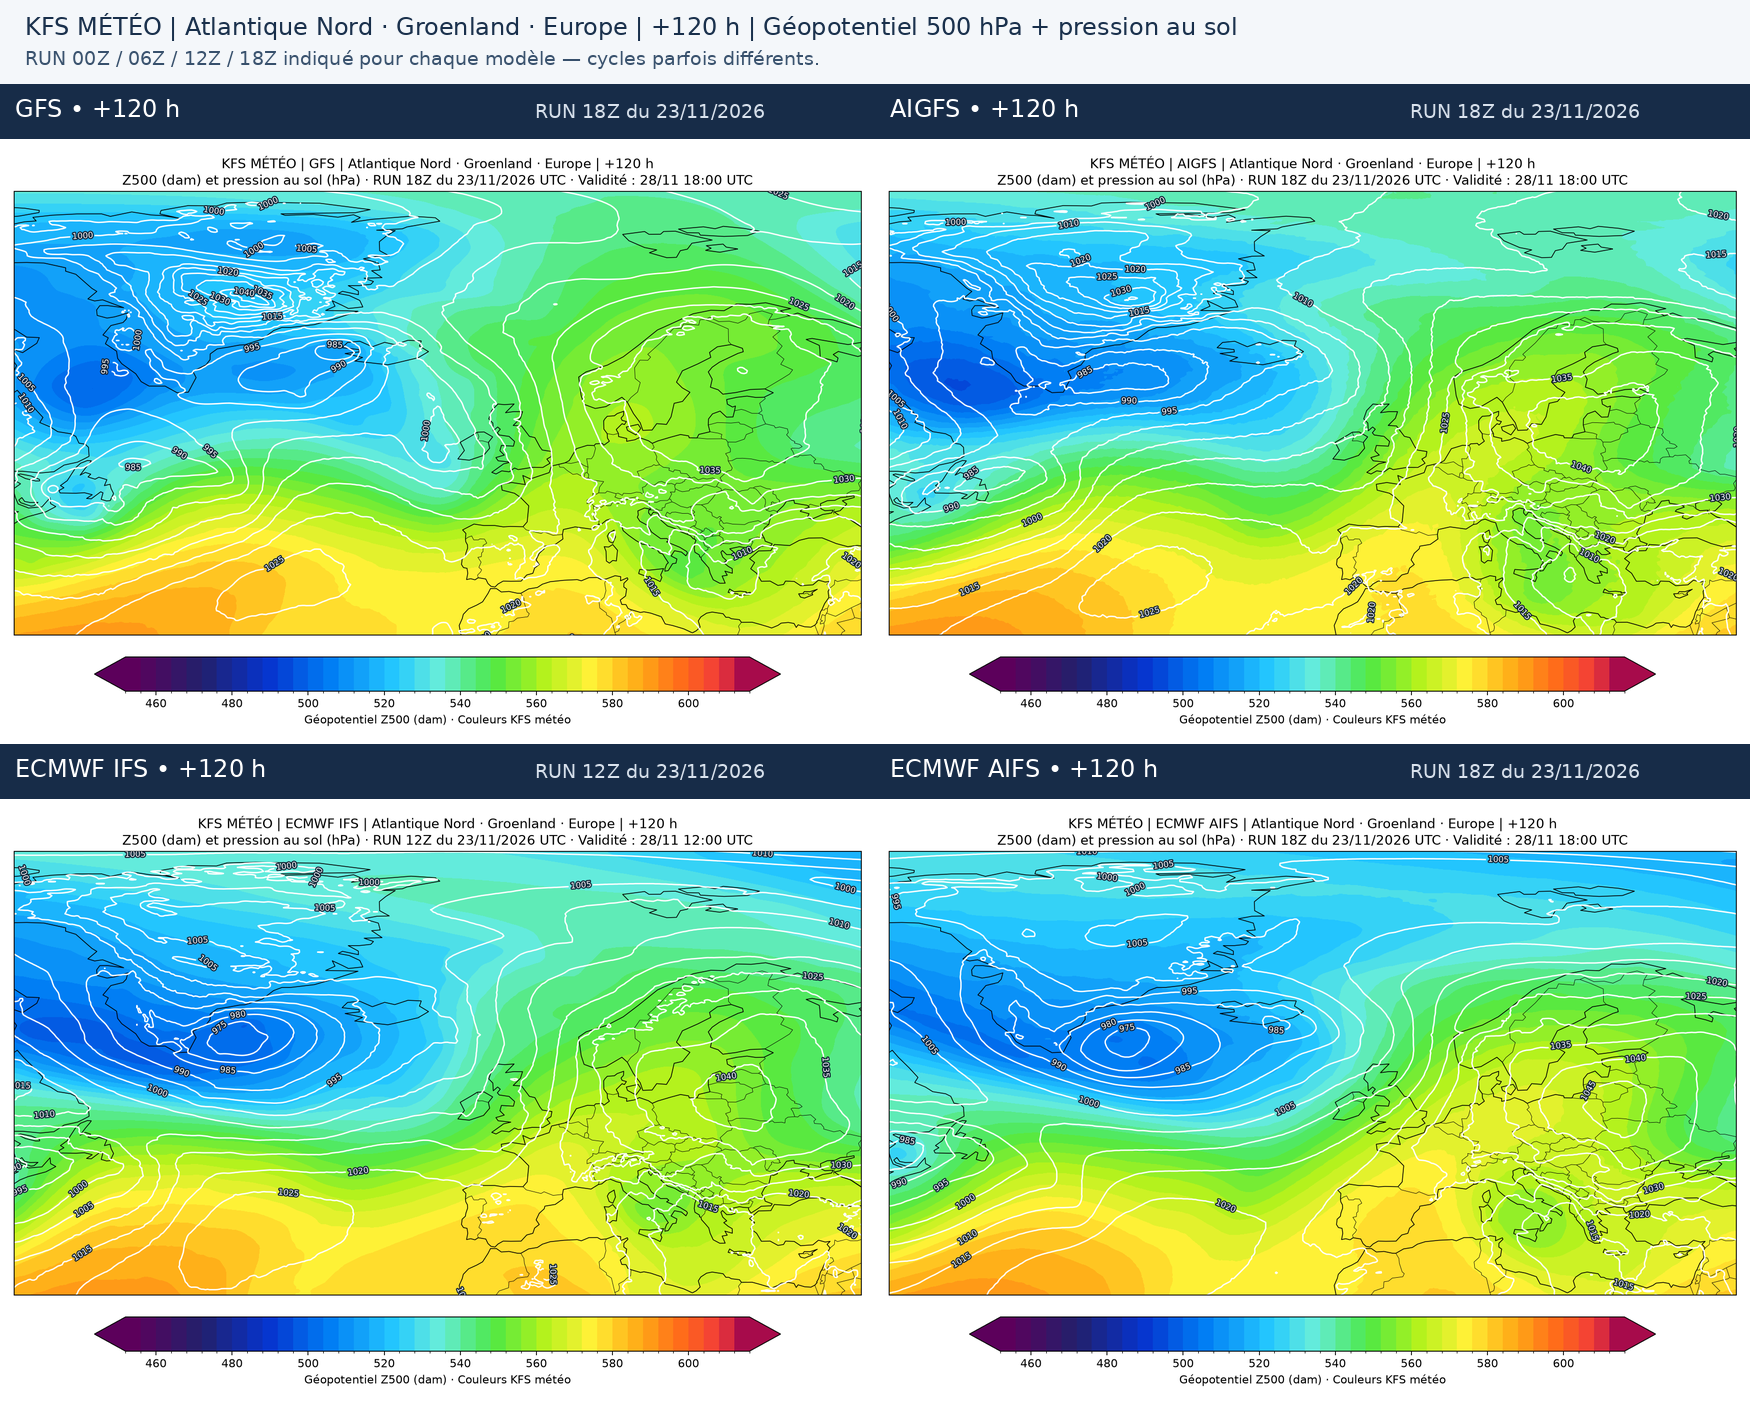 KFS MÉTÉO | Atlantique Nord · Groenland · Europe | +120 h | Géopotentiel 500 hPa + pression au sol
RUN 00Z / 06Z / 12Z / 18Z indiqué pour chaque modèle — cycles parfois différents.
GFS • +120 h
RUN 18Z du 23/11/2026
AIGFS • +120 h
RUN 18Z du 23/11/2026
KFS MÉTÉO | GFS | Atlantique Nord · Groenland · Europe | +120 h
Z500 (dam) et pression au sol (hPa) · RUN 18Z du 23/11/2026 UTC · Validité : 28/11 18:00 UTC
KFS MÉTÉO | AIGFS | Atlantique Nord · Groenland · Europe | +120 h
Z500 (dam) et pression au sol (hPa) · RUN 18Z du 23/11/2026 UTC · Validité : 28/11 18:00 UTC
460 480 500 520 540 560 580 600
Géopotentiel Z500 (dam) · Couleurs KFS météo
460 480 500 520 540 560 580 600
Géopotentiel Z500 (dam) · Couleurs KFS météo
ECMWF IFS • +120 h
RUN 12Z du 23/11/2026
ECMWF AIFS • +120 h
RUN 18Z du 23/11/2026
KFS MÉTÉO | ECMWF IFS | Atlantique Nord · Groenland · Europe | +120 h
Z500 (dam) et pression au sol (hPa) · RUN 12Z du 23/11/2026 UTC · Validité : 28/11 12:00 UTC
KFS MÉTÉO | ECMWF AIFS | Atlantique Nord · Groenland · Europe | +120 h
Z500 (dam) et pression au sol (hPa) · RUN 18Z du 23/11/2026 UTC · Validité : 28/11 18:00 UTC
460 480 500 520 540 560 580 600
Géopotentiel Z500 (dam) · Couleurs KFS météo
460 480 500 520 540 560 580 600
Géopotentiel Z500 (dam) · Couleurs KFS météo